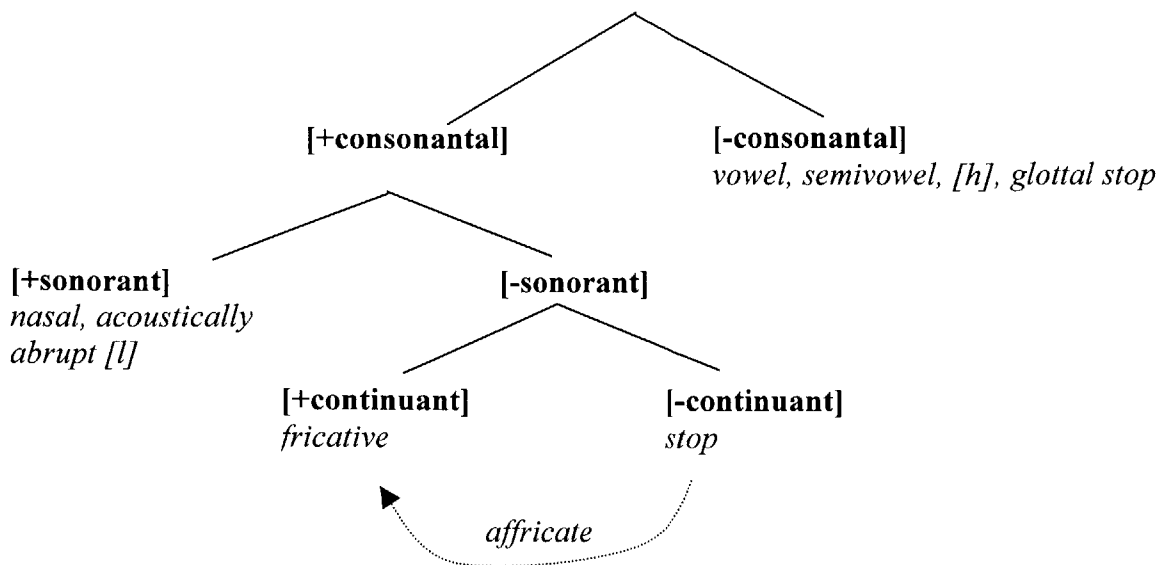 [+consonantal]
[-consonantal]
vowel, semivowel, [h], glottal stop
[+sonorant]
nasal, acoustically
abrupt [l]
[-sonorant]
[+continuant]
fricative
[-continuant]
stop
affricate